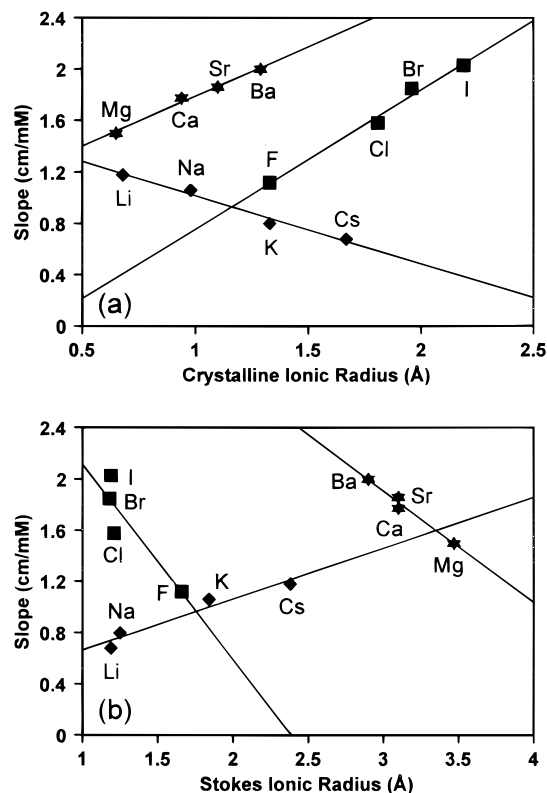 2.4
2
1.6
1.2
0.8
0.4
0
Slope (cm/mM)
Mg
Ca
Sr
Ba
Br
I
Cl
F
Li
Na
K
Cs
(a)
0.5 1 1.5 2 2.5
Crystalline Ionic Radius (Å)
2.4
2
1.6
1.2
0.8
0.4
0
Slope (cm/mM)
I
Br
Cl
F
Ba
Sr
Ca
Mg
K
Cs
Na
Li
(b)
1 1.5 2 2.5 3 3.5 4
Stokes Ionic Radius (Å)